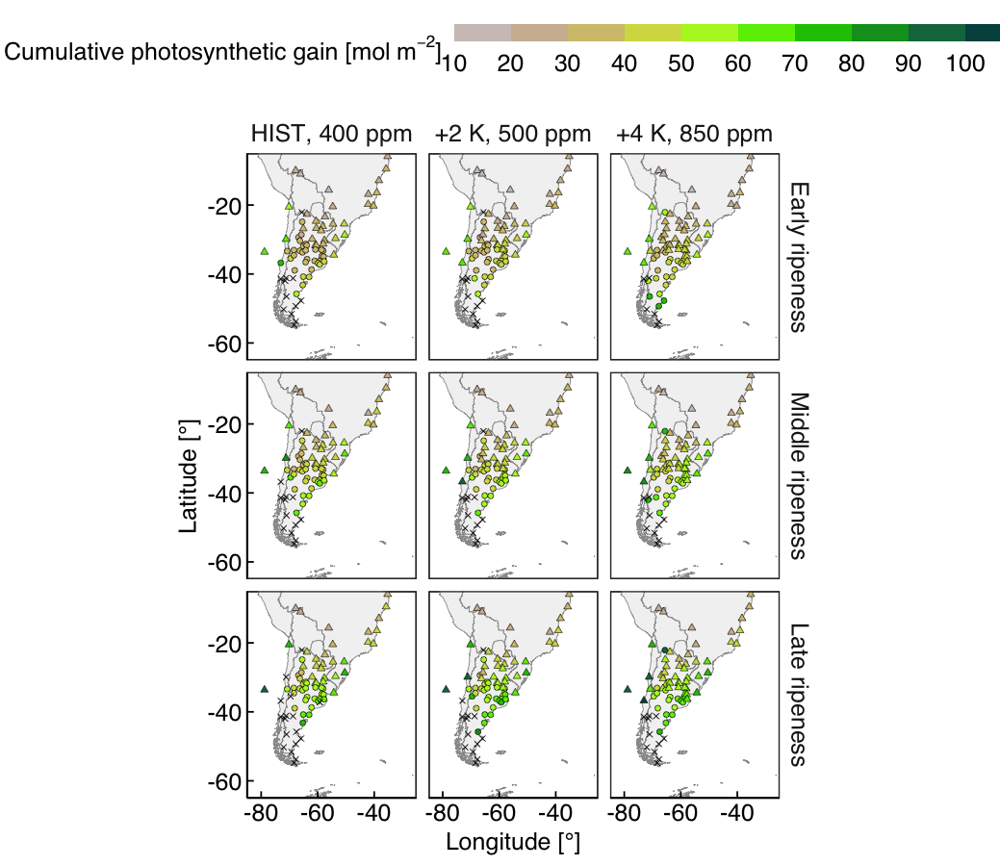 Cumulative photosynthetic gain [mol m⁻²]
10 20 30 40 50 60 70 80 90 100
HIST, 400 ppm +2 K, 500 ppm +4 K, 850 ppm
-20
-40
-60
Early ripeness
Latitude [°]
-20
-40
-60
Middle ripeness
-20
-40
-60
Late ripeness
-80 -60 -40 -80 -60 -40 -80 -60 -40
Longitude [°]